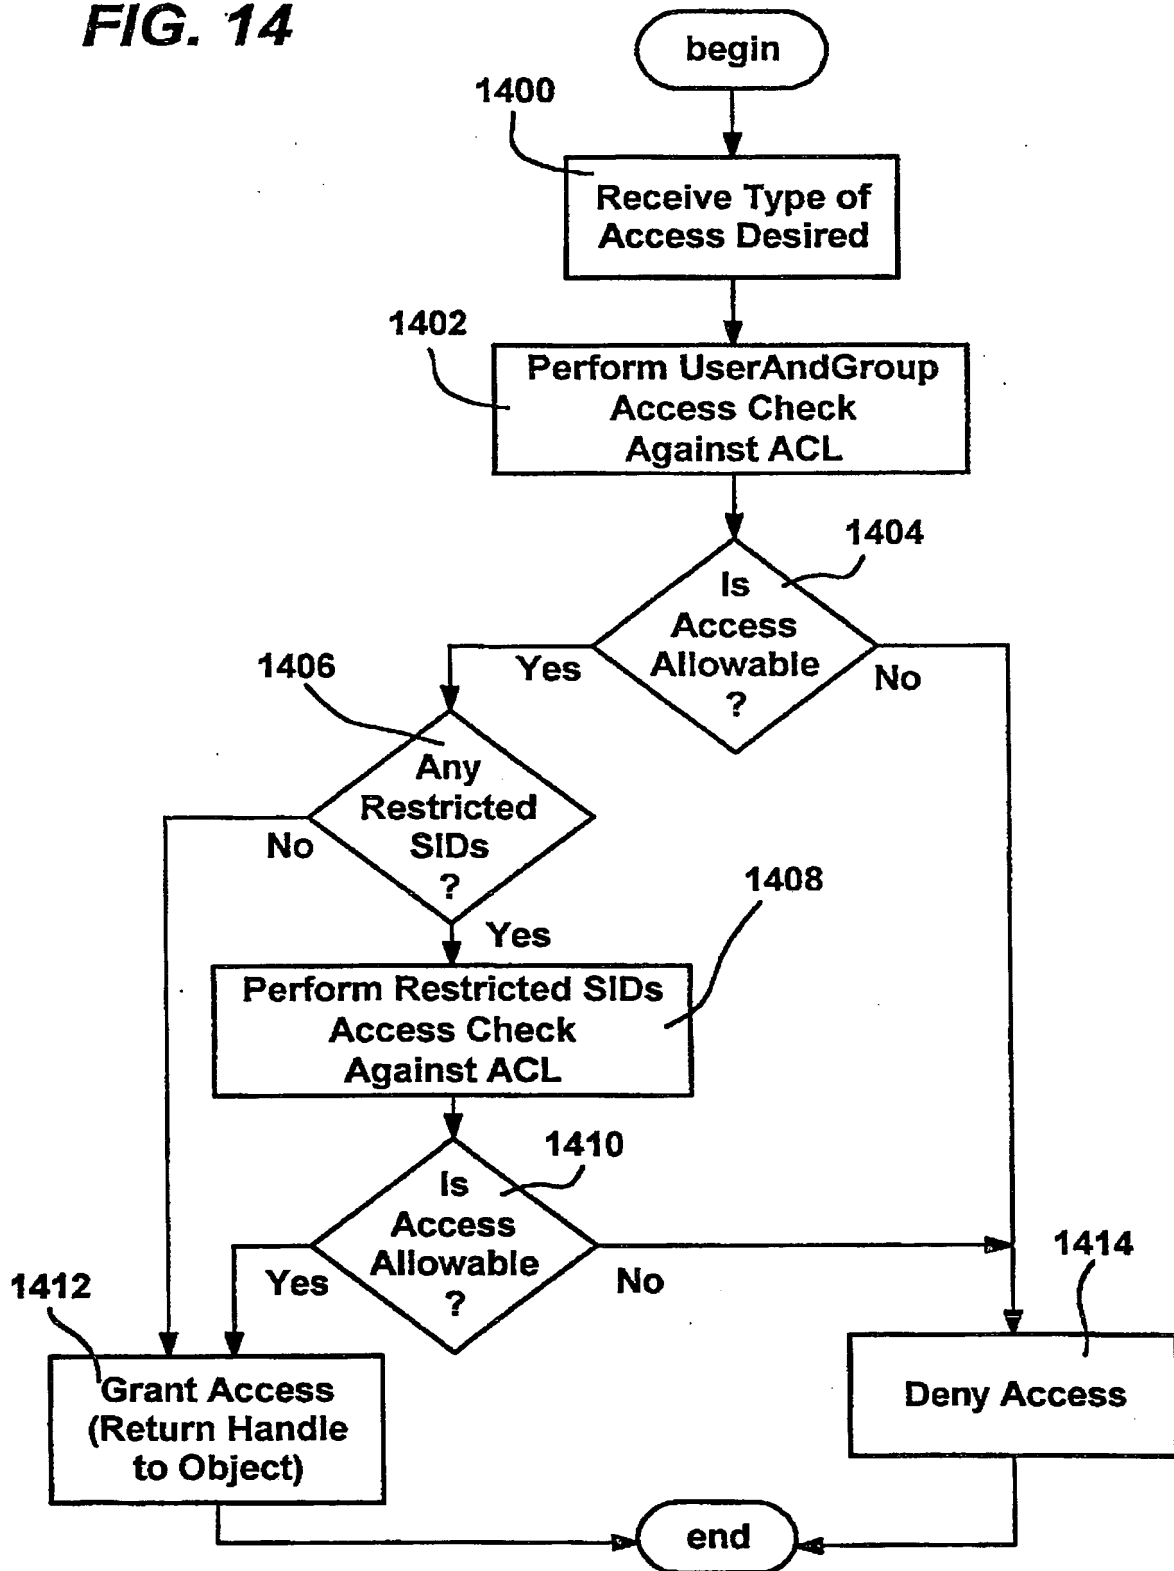 FIG. 14
begin
1400
Receive Type of
Access Desired
1402
Perform UserAndGroup
Access Check
Against ACL
1404
Is
Access
Allowable
?
Yes
No
1406
Any
Restricted
SIDs
?
No
Yes
1408
Perform Restricted SIDs
Access Check
Against ACL
1410
Is
Access
Allowable
?
Yes
No
1412
Grant Access
(Return Handle
to Object)
1414
Deny Access
end